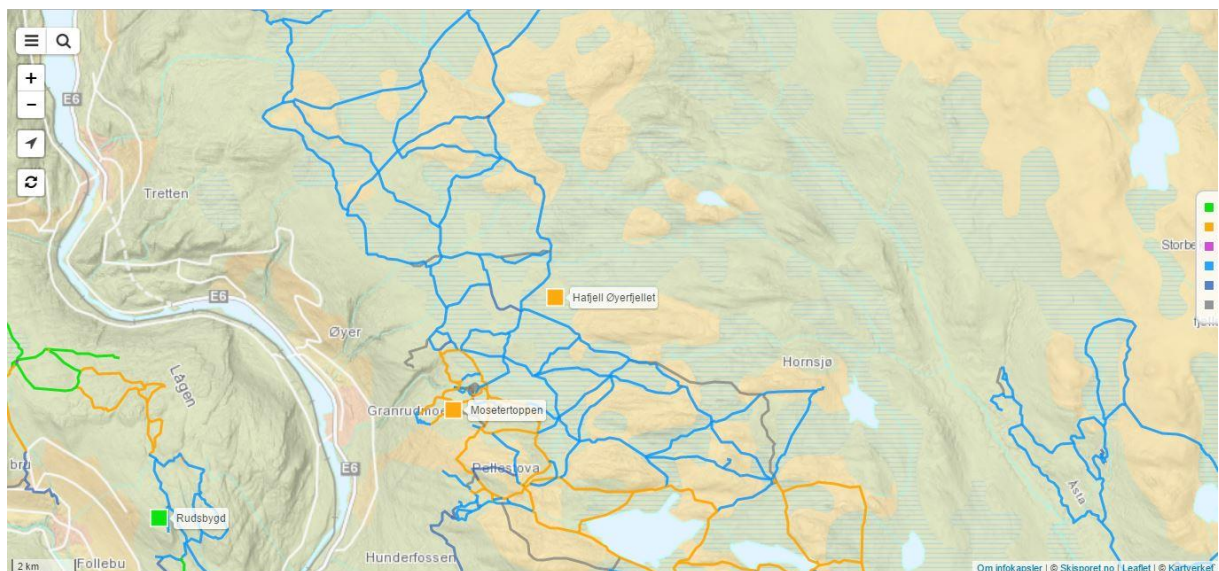 E6
Tretten
Storbe
Hafjell Øyerfjellet
E6
Øyer
Hornsjø
Lågen
Granrudmoe
Mosetertoppen
E6
bru
Pellestova
Åsta
Rudsbygd
Hunderfossen
Follebu
2 km
Om infokapsler | © Skisporet.no | Leaflet | © Kartverket